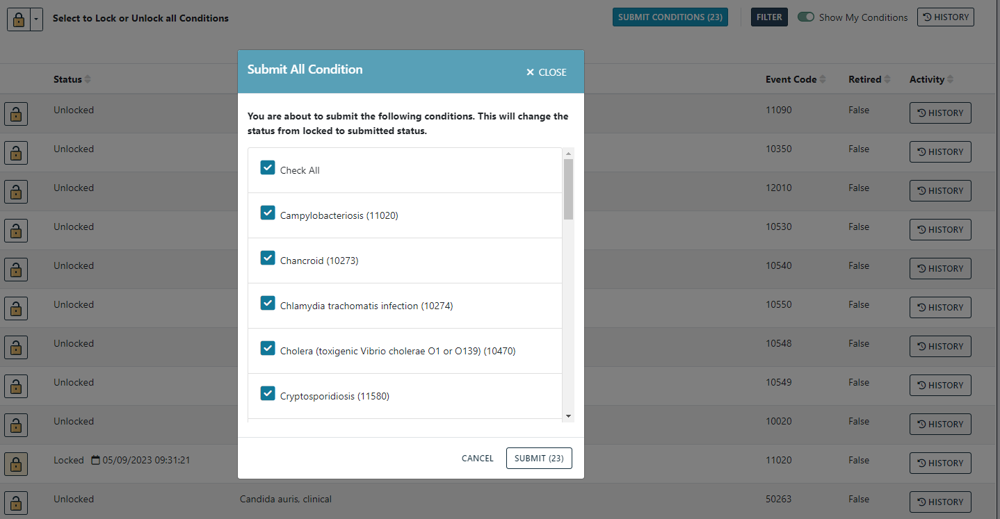 Select to Lock or Unlock all Conditions
SUBMIT CONDITIONS (23)
FILTER
Show My Conditions
HISTORY
Submit All Condition
CLOSE
You are about to submit the following conditions. This will change the
status from locked to submitted status.
Check All
Campylobacteriosis (11020)
Chancroid (10273)
Chlamydia trachomatis infection (10274)
Cholera (toxigenic Vibrio cholerae O1 or O139) (10470)
Cryptosporidiosis (11580)
CANCEL
SUBMIT (23)
Status Event Code Retired Activity
Unlocked 11090 False HISTORY
Unlocked 10350 False HISTORY
Unlocked 12010 False HISTORY
Unlocked 10530 False HISTORY
Unlocked 10540 False HISTORY
Unlocked 10550 False HISTORY
Unlocked 10548 False HISTORY
Unlocked 10549 False HISTORY
Unlocked 10020 False HISTORY
Locked 05/09/2023 09:31:21 11020 False HISTORY
Unlocked Candida auris, clinical 50263 False HISTORY